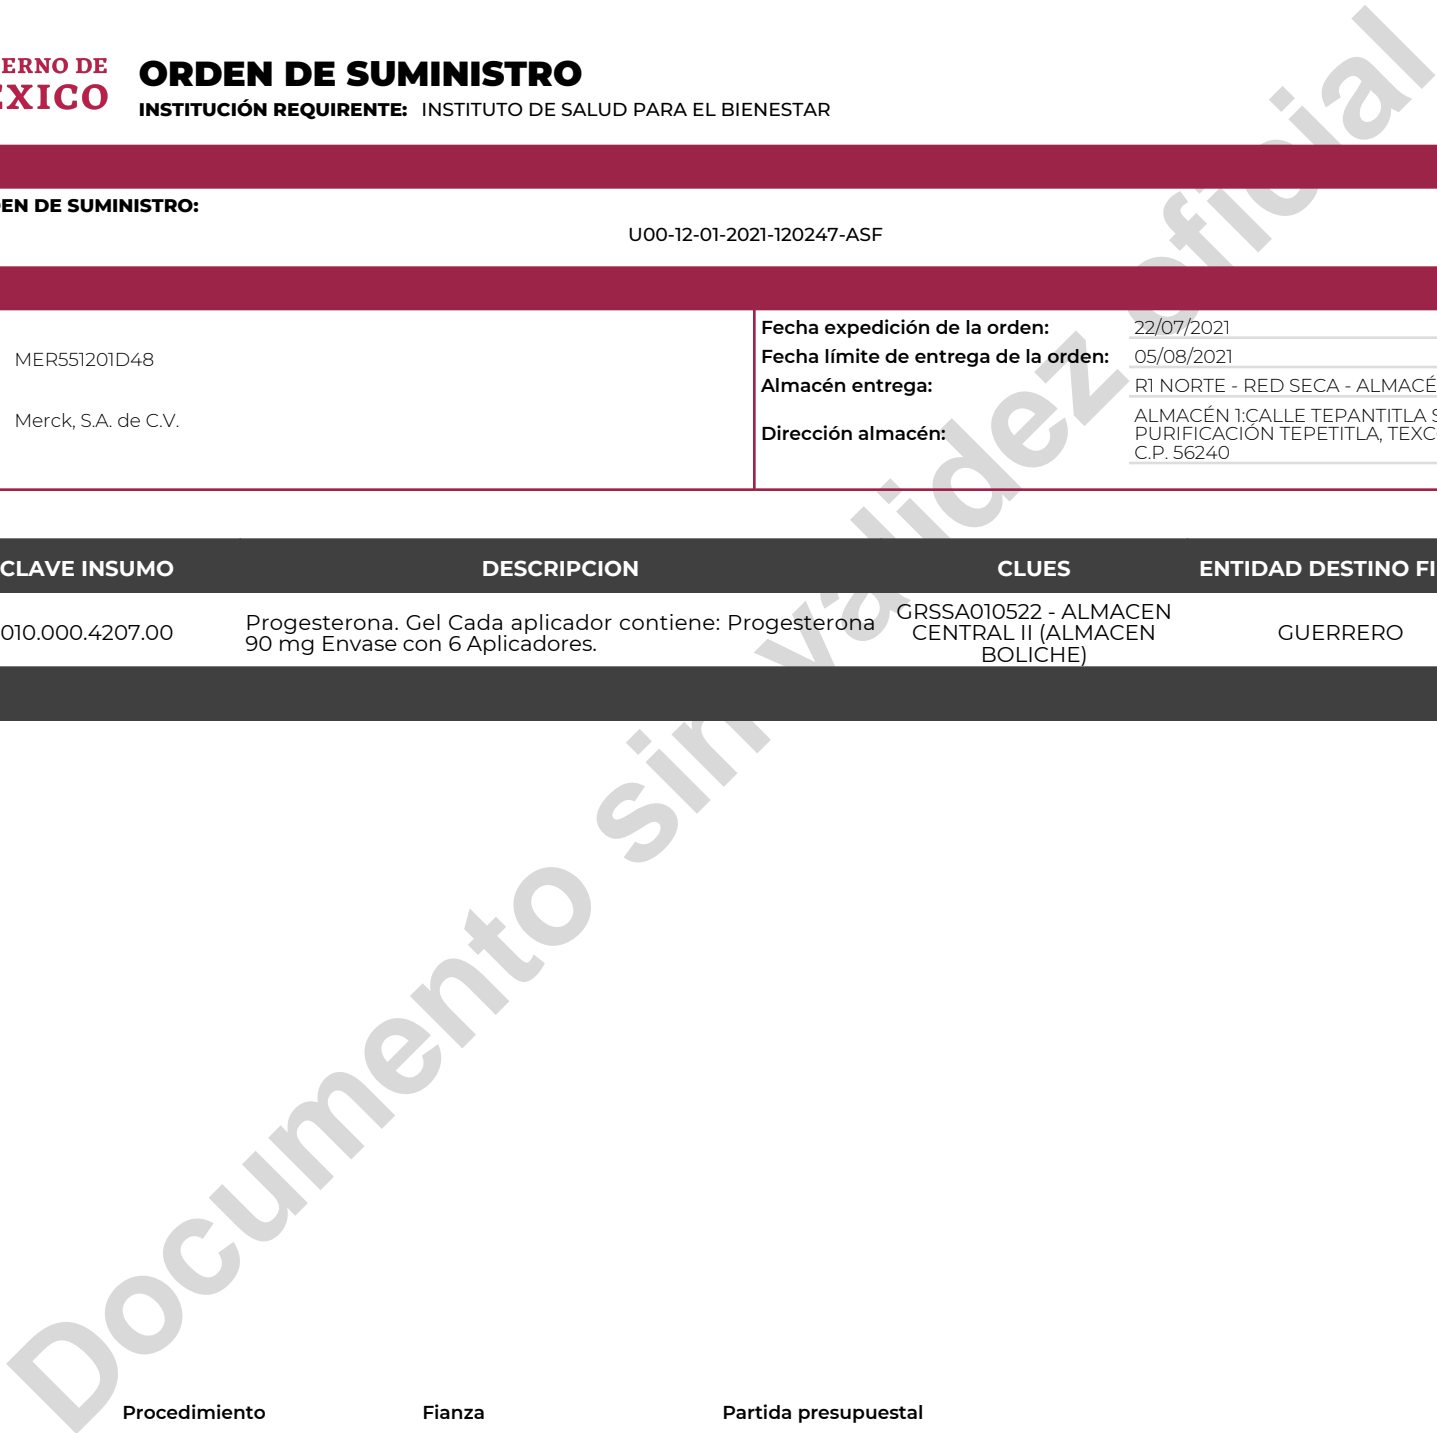 ERNO DE
ÉXICO
ORDEN DE SUMINISTRO
INSTITUCIÓN REQUIRENTE: INSTITUTO DE SALUD PARA EL BIENESTAR
EN DE SUMINISTRO:
U00-12-01-2021-120247-ASF
MER551201D48
Merck, S.A. de C.V.
Fecha expedición de la orden: 22/07/2021
Fecha límite de entrega de la orden: 05/08/2021
Almacén entrega: R1 NORTE - RED SECA - ALMACÉ
Dirección almacén: ALMACÉN 1:CALLE TEPANTITLA S
PURIFICACIÓN TEPETITLA, TEXC
C.P. 56240
CLAVE INSUMO DESCRIPCION CLUES ENTIDAD DESTINO FI
010.000.4207.00
Progesterona. Gel Cada aplicador contiene: Progesterona
90 mg Envase con 6 Aplicadores.
GRSSA010522 - ALMACEN
CENTRAL II (ALMACEN
BOLICHE)
GUERRERO
Documento sin validez oficial
Procedimiento Fianza Partida presupuestal